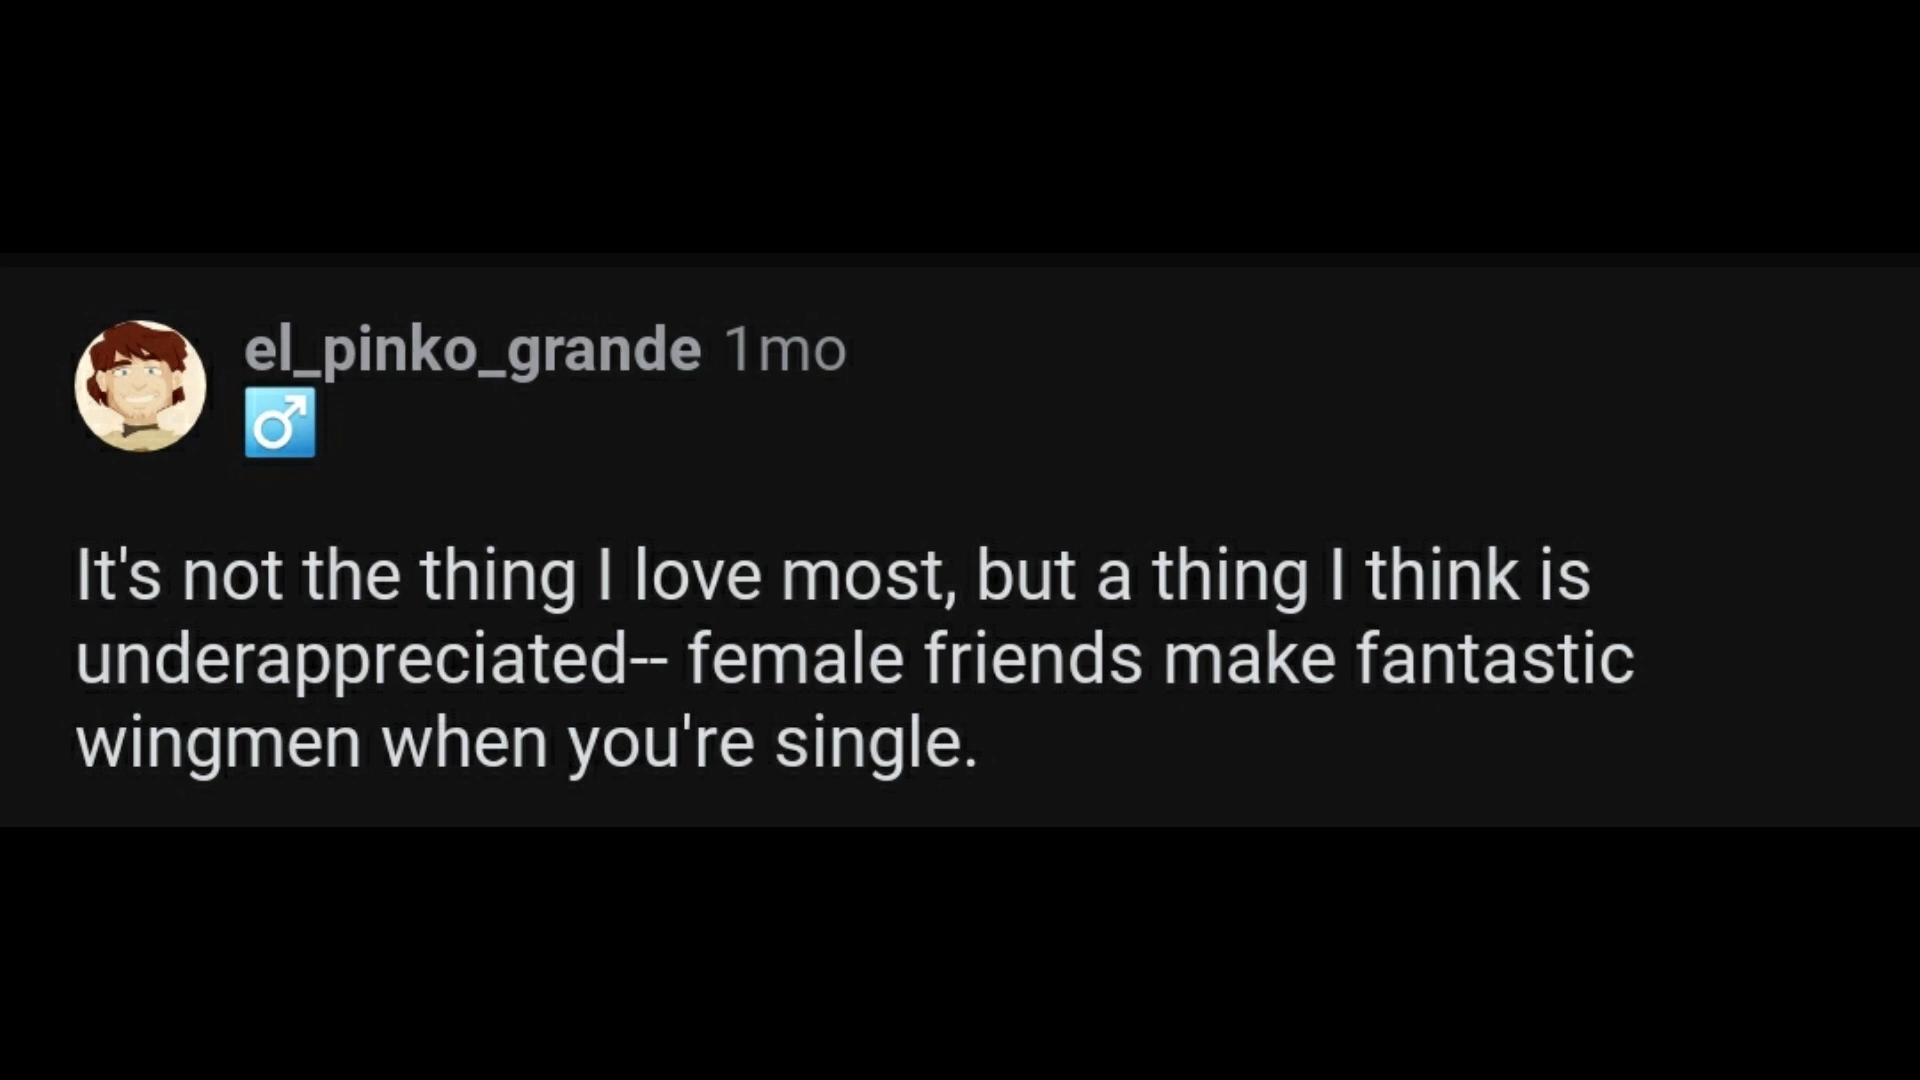 el_pinko_grande 1mo
♂
It's not the thing I love most, but a thing I think is
underappreciated-- female friends make fantastic
wingmen when you're single.